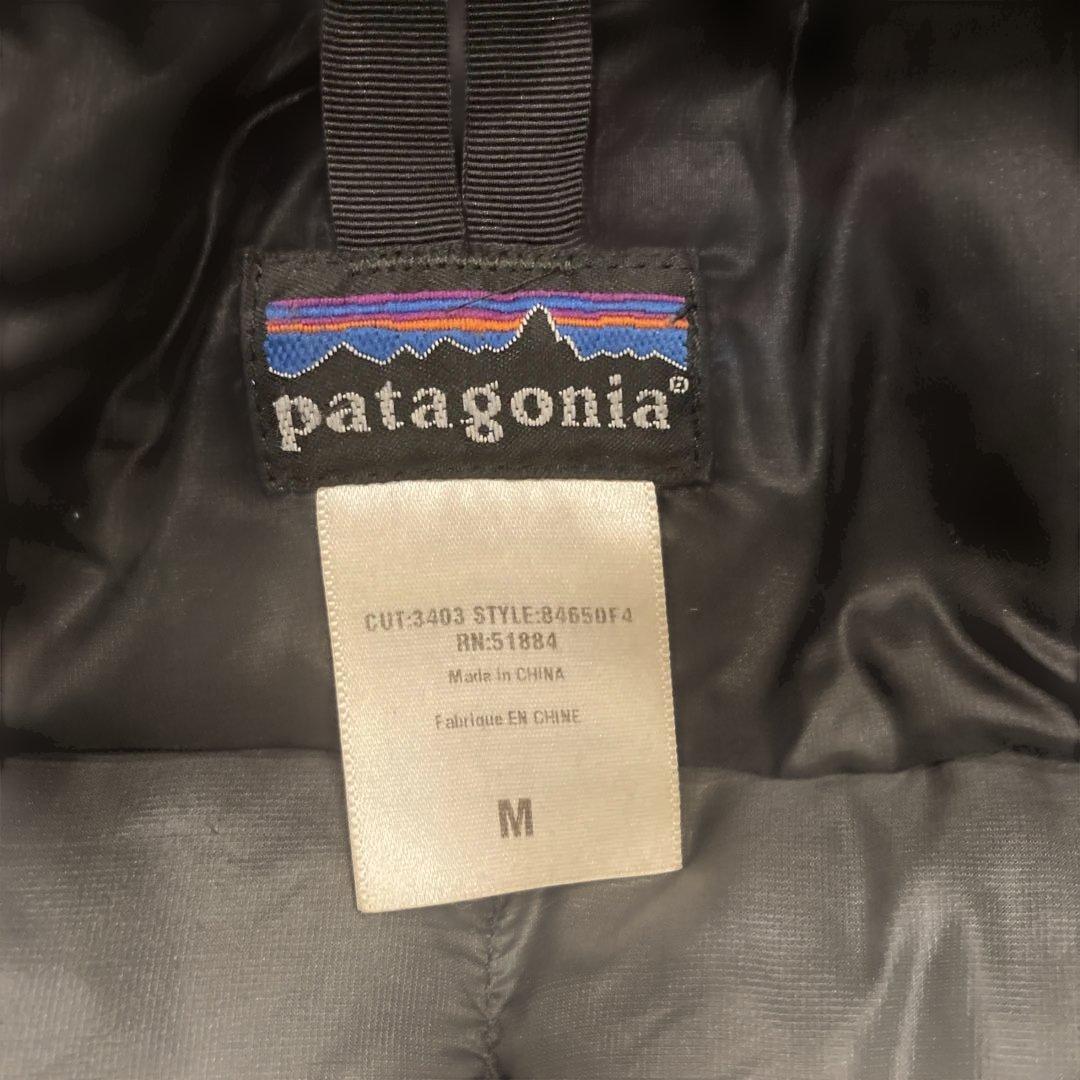 patagonia®
CUT:3403 STYLE:84650F4
RN:51884
Made in CHINA
Fabrique EN CHINE
M